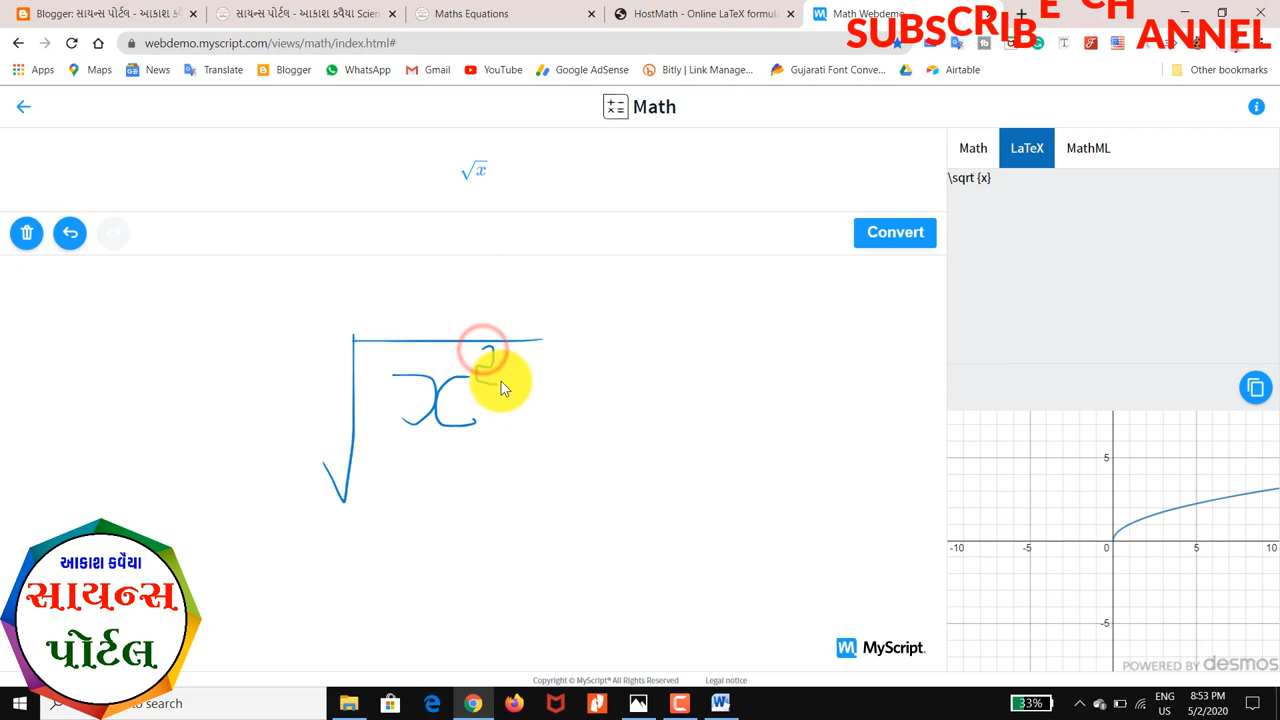 Blogger: સાયન્સ પોર્ટલ - આકાશ ક
સાયન્સ પોર્ટલ - આકાશ કવૈયા Scien
Maths Equations
HostMath - Online LaTeX formula
Math Webdemo
SUBSCRIBE CHANNEL
webdemo.myscript.com/views/math/index.html#
Apps Maps News Translate Blogger WhatsApp Gmail YouTube Google AdSense Bitly | Link Manage... Gujarati Font Conve... Airtable Other bookmarks
Math
Math LaTeX MathML
√x
\sqrt {x}
Convert
√x²
5
-10 -5 0 5 10
-5
POWERED BY desmos
આકાશ કવૈયા
સાયન્સ
પોર્ટલ
MyScript.
Copyright © MyScript® All Rights Reserved Legal notice
to search
33%
ENG
US
8:53 PM
5/2/2020